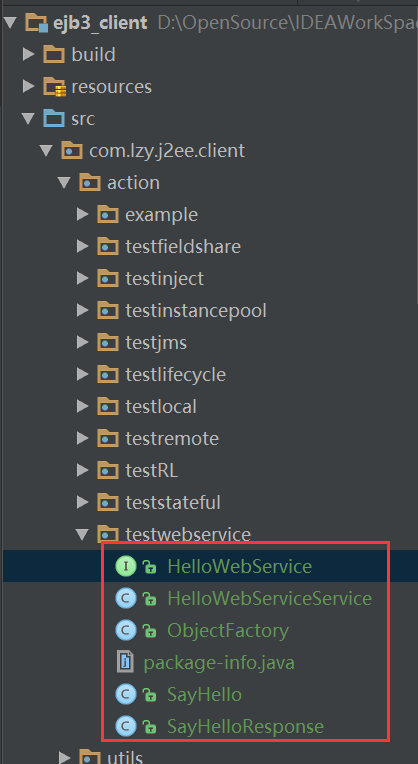 ejb3_client D:\OpenSource\IDEAWorkSpac
build
resources
src
com.lzy.j2ee.client
action
example
testfieldshare
testinject
testinstancepool
testjms
testlifecycle
testlocal
testremote
testRL
teststateful
testwebservice
I HelloWebService
C HelloWebServiceService
C ObjectFactory
package-info.java
C SayHello
C SayHelloResponse
utils